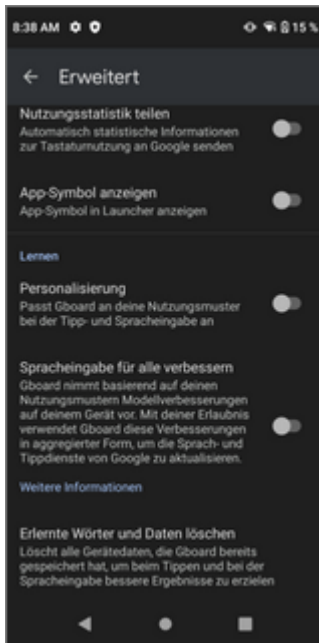 8:38 AM 15 %
Erweitert
Nutzungsstatistik teilen
Automatisch statistische Informationen
zur Tastaturnutzung an Google senden
App-Symbol anzeigen
App-Symbol in Launcher anzeigen
Lernen
Personalisierung
Passt Gboard an deine Nutzungsmuster
bei der Tipp- und Spracheingabe an
Spracheingabe für alle verbessern
Gboard nimmt basierend auf deinen
Nutzungsmustern Modellverbesserungen
auf deinem Gerät vor. Mit deiner Erlaubnis
verwendet Gboard diese Verbesserungen
in aggregierter Form, um die Sprach- und
Tippdienste von Google zu aktualisieren.
Weitere Informationen
Erlernte Wörter und Daten löschen
Löscht alle Gerätedaten, die Gboard bereits
gespeichert hat, um beim Tippen und bei der
Spracheingabe bessere Ergebnisse zu erzielen